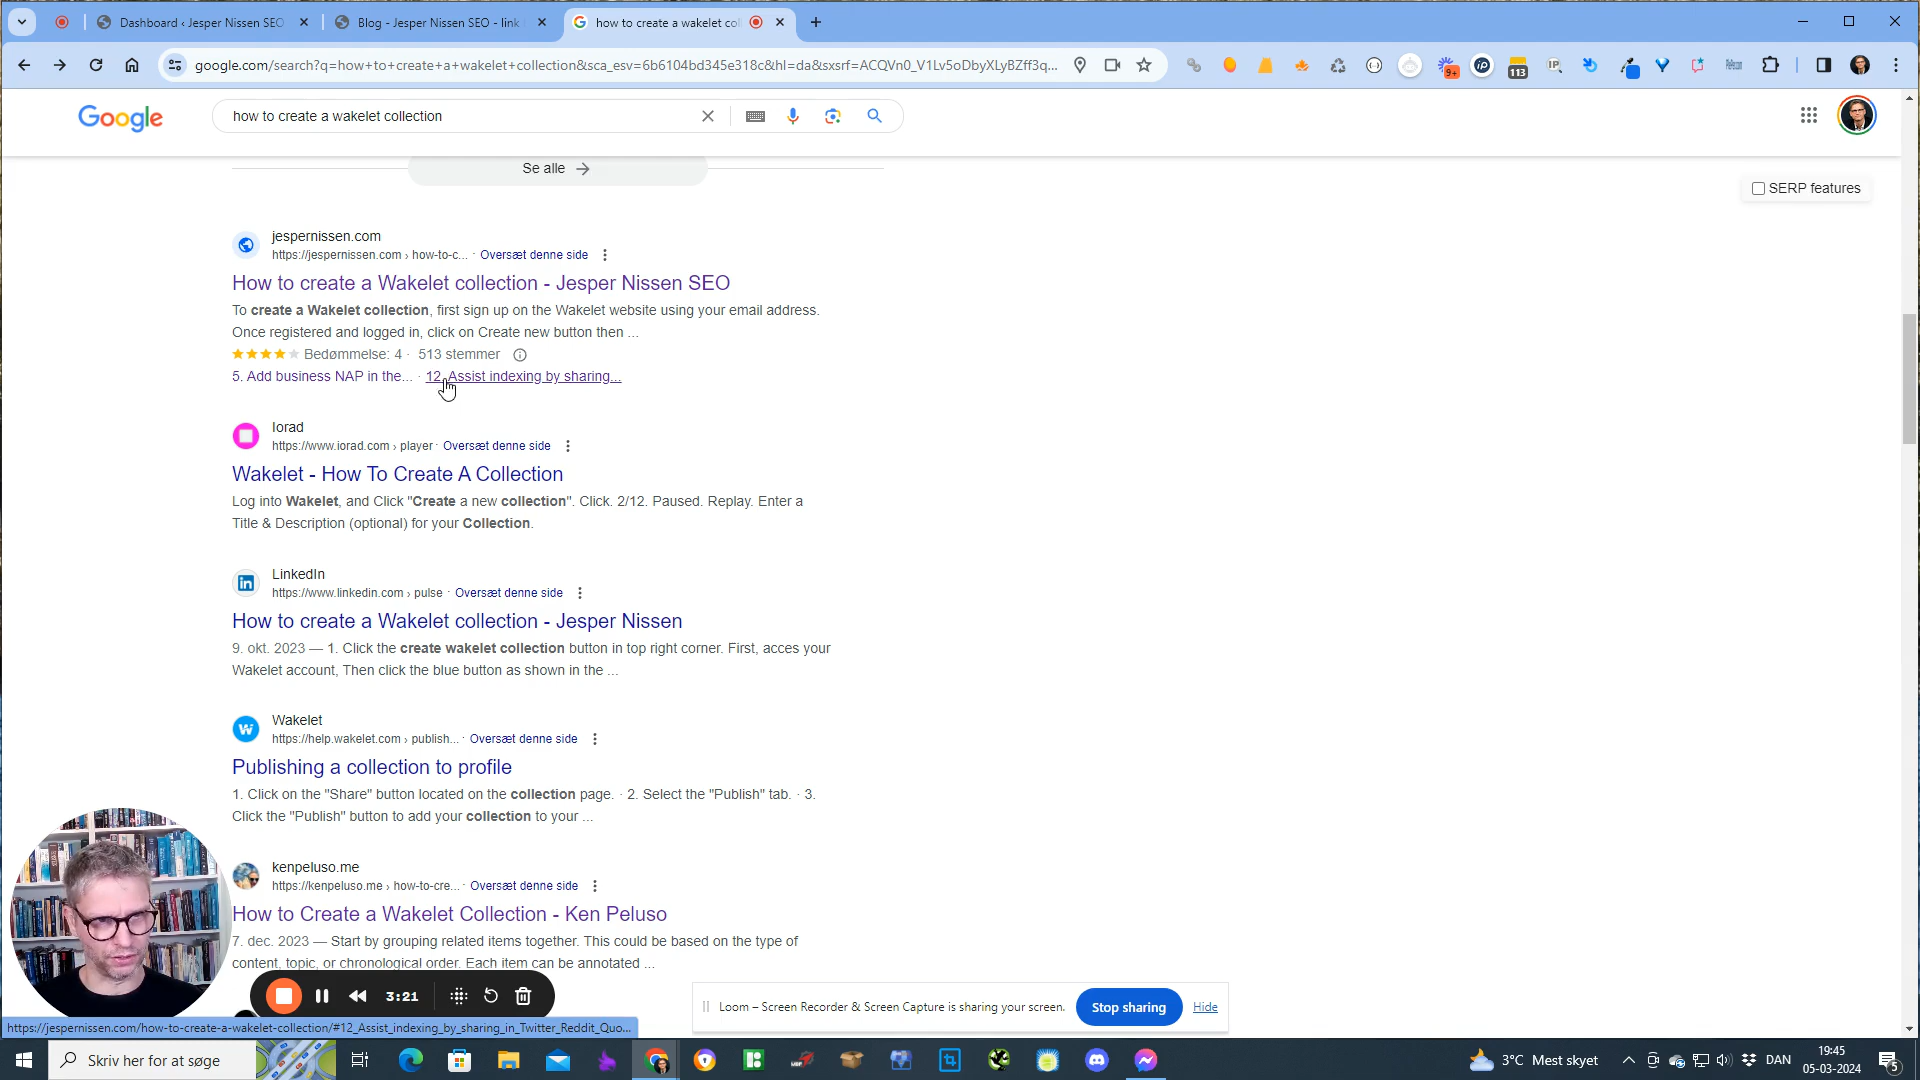 Dashboard ‹ Jesper Nissen SEO
Blog - Jesper Nissen SEO - link
how to create a wakelet col
google.com/search?q=how+to+create+a+wakelet+collection&sca_esv=6b6104bd345e318c&hl=da&sxsrf=ACQVn0_V1Lv5oDbyXLyBZff3q...
9+
113
IP
Google
how to create a wakelet collection
Se alle
SERP features
jespernissen.com
https://jespernissen.com › how-to-c... · Oversæt denne side
How to create a Wakelet collection - Jesper Nissen SEO
To create a Wakelet collection, first sign up on the Wakelet website using your email address.
Once registered and logged in, click on Create new button then ...
Bedømmelse: 4 · 513 stemmer
5. Add business NAP in the... · 12. Assist indexing by sharing...
Iorad
https://www.iorad.com › player · Oversæt denne side
Wakelet - How To Create A Collection
Log into Wakelet, and Click "Create a new collection". Click. 2/12. Paused. Replay. Enter a
Title & Description (optional) for your Collection.
LinkedIn
https://www.linkedin.com › pulse · Oversæt denne side
How to create a Wakelet collection - Jesper Nissen
9. okt. 2023 — 1. Click the create wakelet collection button in top right corner. First, acces your
Wakelet account, Then click the blue button as shown in the ...
Wakelet
https://help.wakelet.com › publish... · Oversæt denne side
Publishing a collection to profile
1. Click on the "Share" button located on the collection page. · 2. Select the "Publish" tab. · 3.
Click the "Publish" button to add your collection to your ...
kenpeluso.me
https://kenpeluso.me › how-to-cre... · Oversæt denne side
How to Create a Wakelet Collection - Ken Peluso
7. dec. 2023 — Start by grouping related items together. This could be based on the type of
content, topic, or chronological order. Each item can be annotated ...
3:21
Loom – Screen Recorder & Screen Capture is sharing your screen.
Stop sharing
Hide
https://jespernissen.com/how-to-create-a-wakelet-collection/#12_Assist_indexing_by_sharing_in_Twitter_Reddit_Quo...
Skriv her for at søge
3°C Mest skyet
DAN
19:45
05-03-2024
5